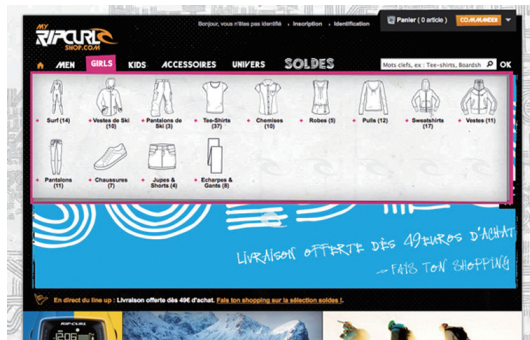 Bonjour, vous n'êtes pas identifié
Inscription
Identification
Panier ( 0 article )
COMMANDER
MY
RIP CURL
SHOP.COM
MEN
GIRLS
KIDS
ACCESSOIRES
UNIVERS
SOLDES
Mots clefs, ex : Tee-shirts, Boardsh
OK
+ Surf (14)
+ Vestes de Ski
(10)
+ Pantalons de
Ski (3)
+ Tee-Shirts
(37)
+ Chemises
(10)
+ Robes (5)
+ Pulls (12)
+ Sweatshirts
(17)
+ Vestes (11)
+ Pantalons
(11)
+ Chaussures
(7)
+ Jupes &
Shorts (4)
+ Echarpes &
Gants (8)
LIVRAISON OFFERTE DÈS 49EUROS D'ACHAT
FAIS TON SHOPPING
En direct du line up : Livraison offerte dès 49€ d'achat. Fais ton shopping sur la sélection soldes !.
RIP CURL